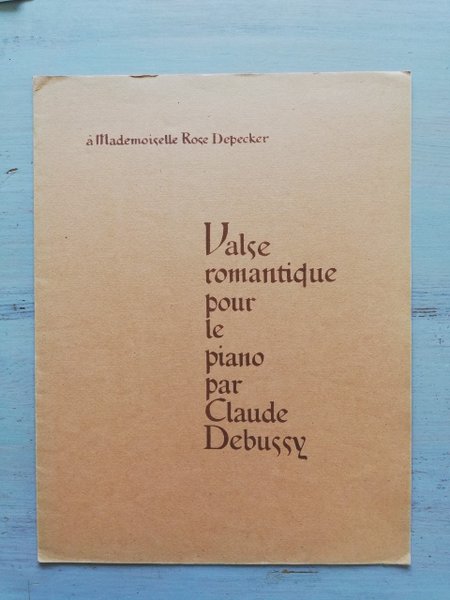 à Mademoiselle Rose Depecker
Valse
romantique
pour
le
piano
par
Claude
Debussy